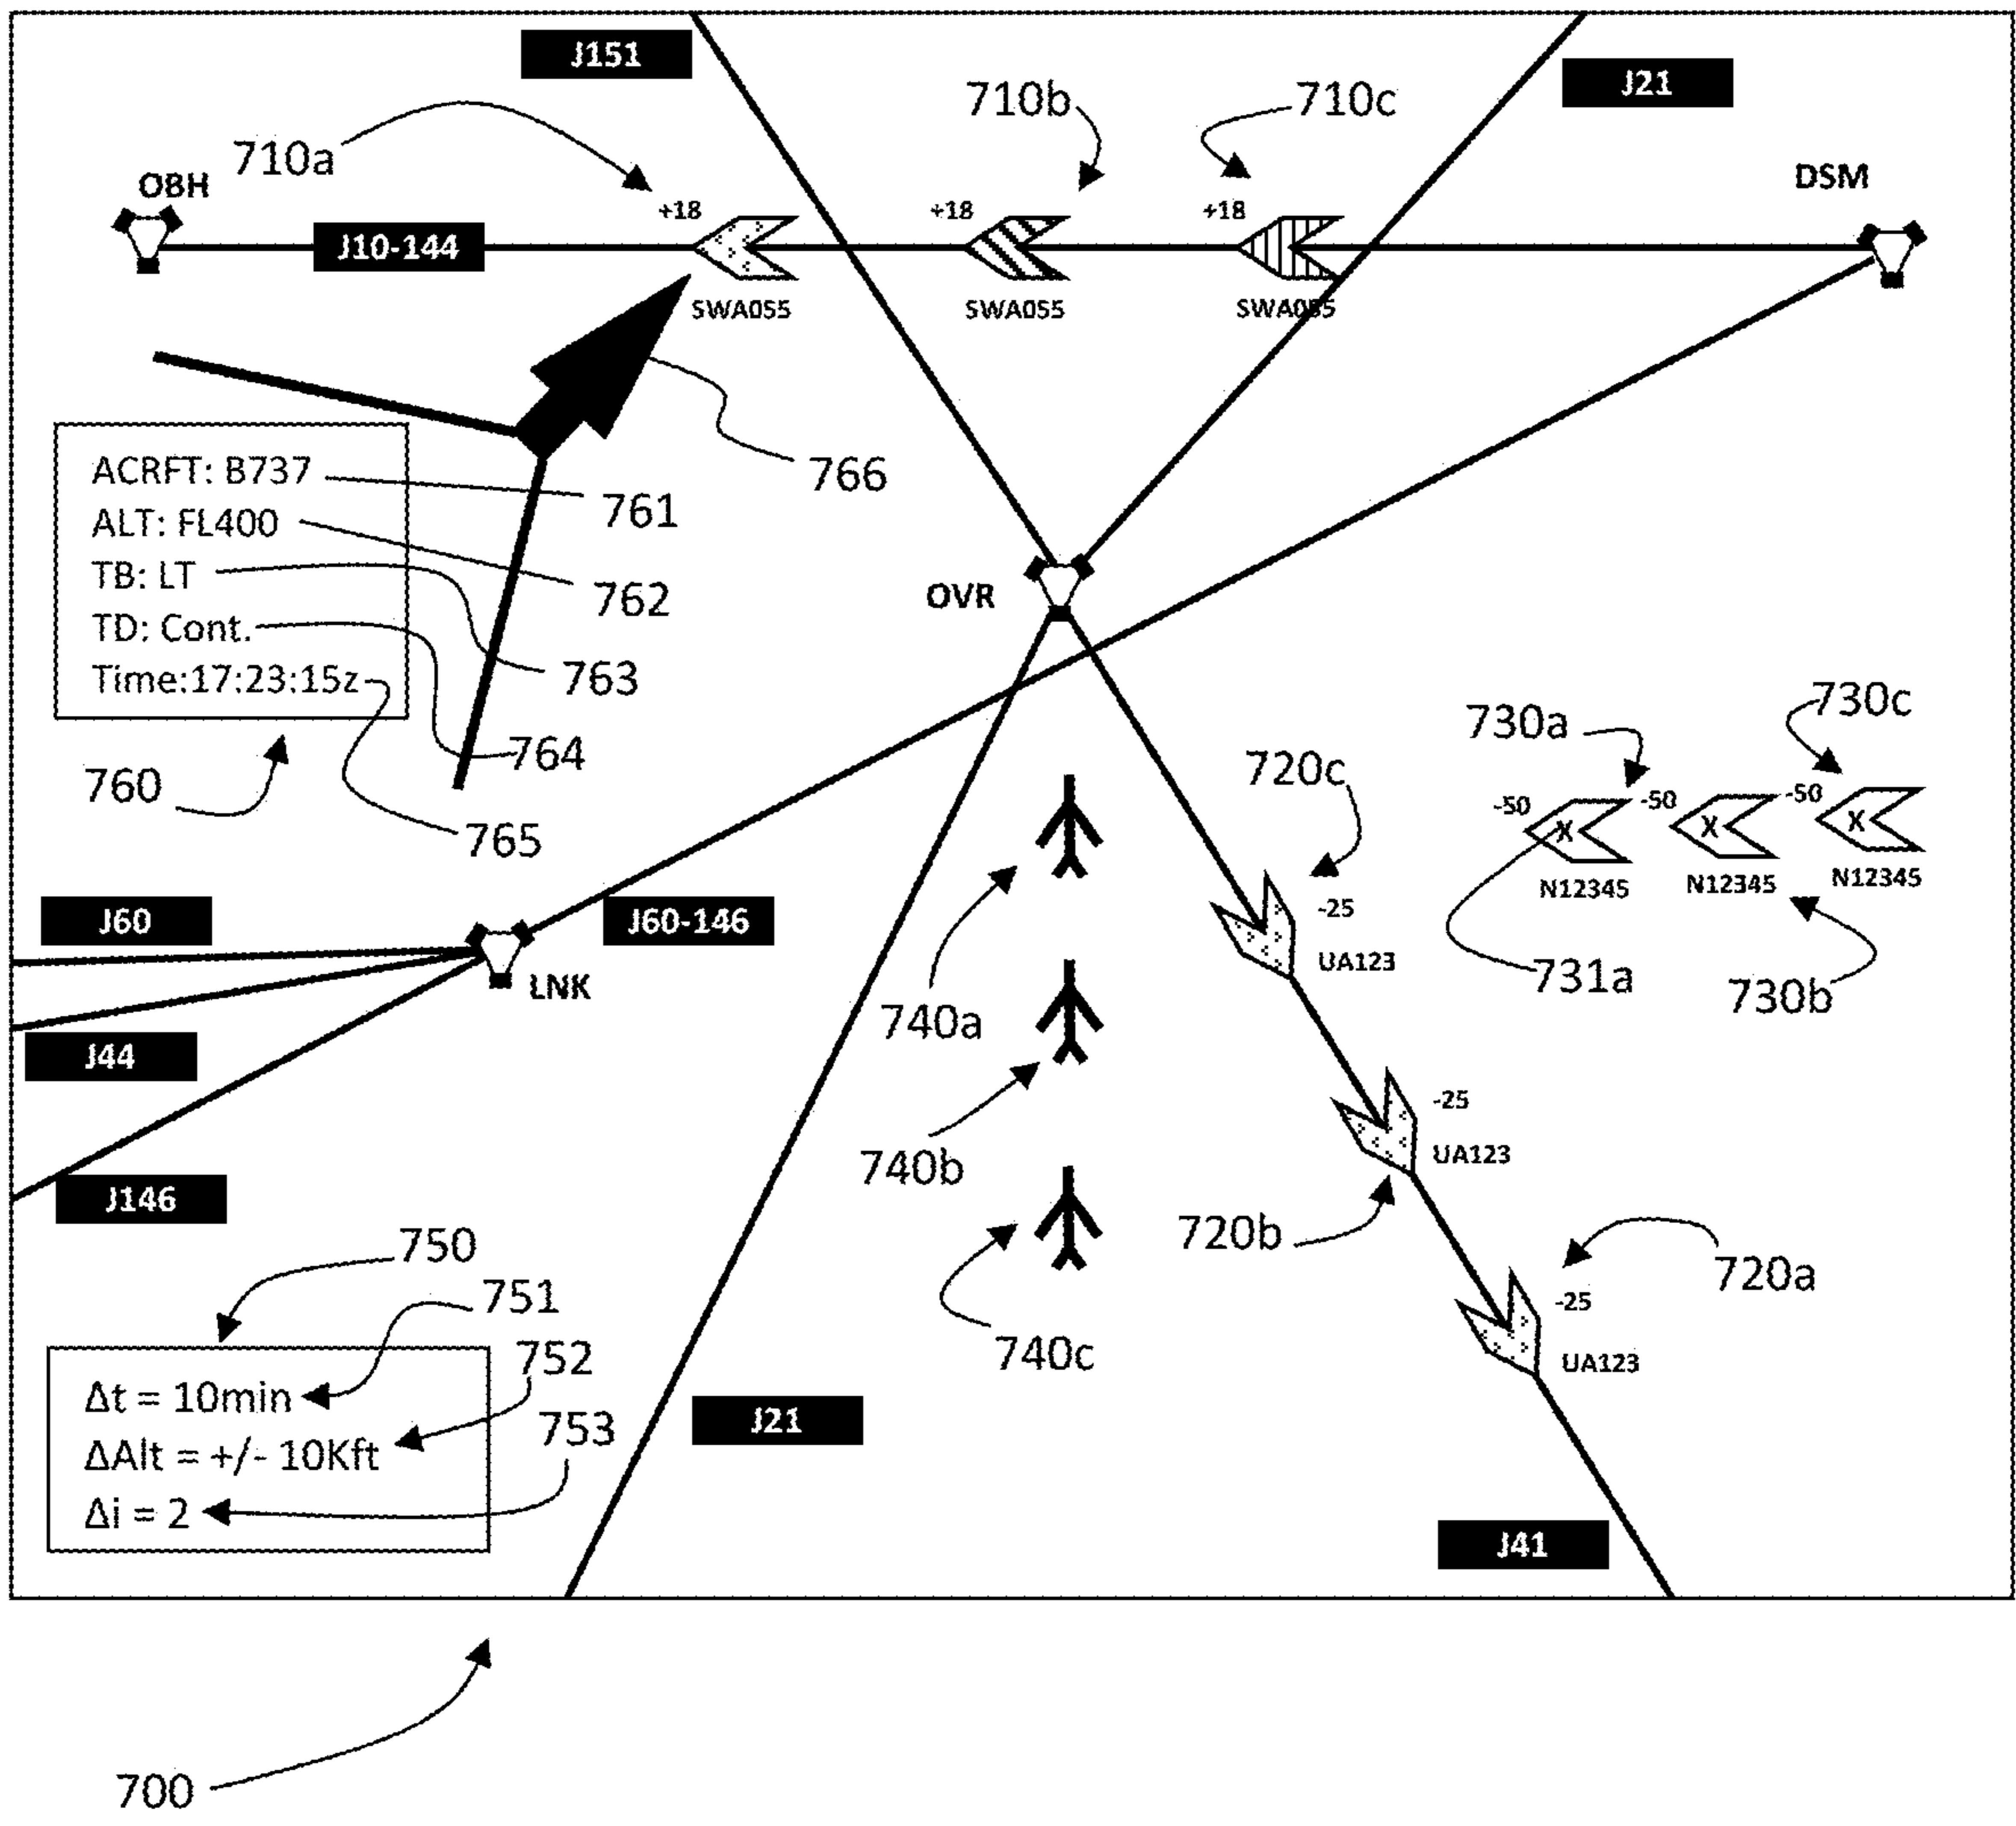 J151
J21
710b
710c
710a
OBH
DSM
+18
+18
+18
J10-144
SWA055
SWA055
SWA055
766
ACRFT: B737
ALT: FL400
TB: LT
TD: Cont.
Time:17:23:15z
761
762
763
764
765
760
OVR
730a
730c
720c
-50
-50
-50
X
X
X
N12345
N12345
N12345
731a
730b
J60
J60-146
LNK
J44
J146
740a
740b
740c
-25
UA123
-25
UA123
720b
720a
-25
UA123
750
751
752
753
Δt = 10min
ΔAlt = +/- 10Kft
Δi = 2
J21
J41
700